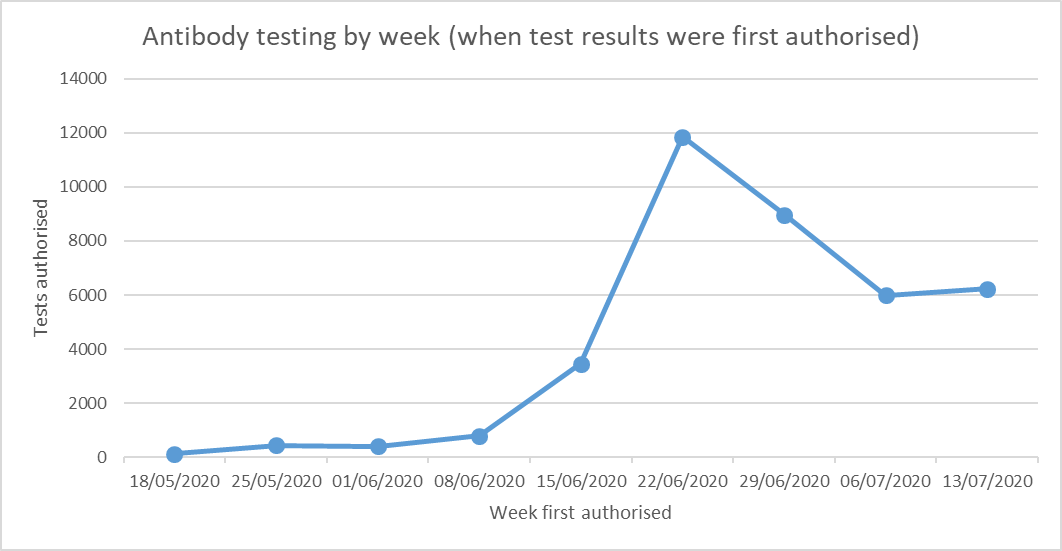 Antibody testing by week (when test results were first authorised)
14000
12000
10000
8000
6000
4000
2000
0
Tests authorised
18/05/2020 25/05/2020 01/06/2020 08/06/2020 15/06/2020 22/06/2020 29/06/2020 06/07/2020 13/07/2020
Week first authorised